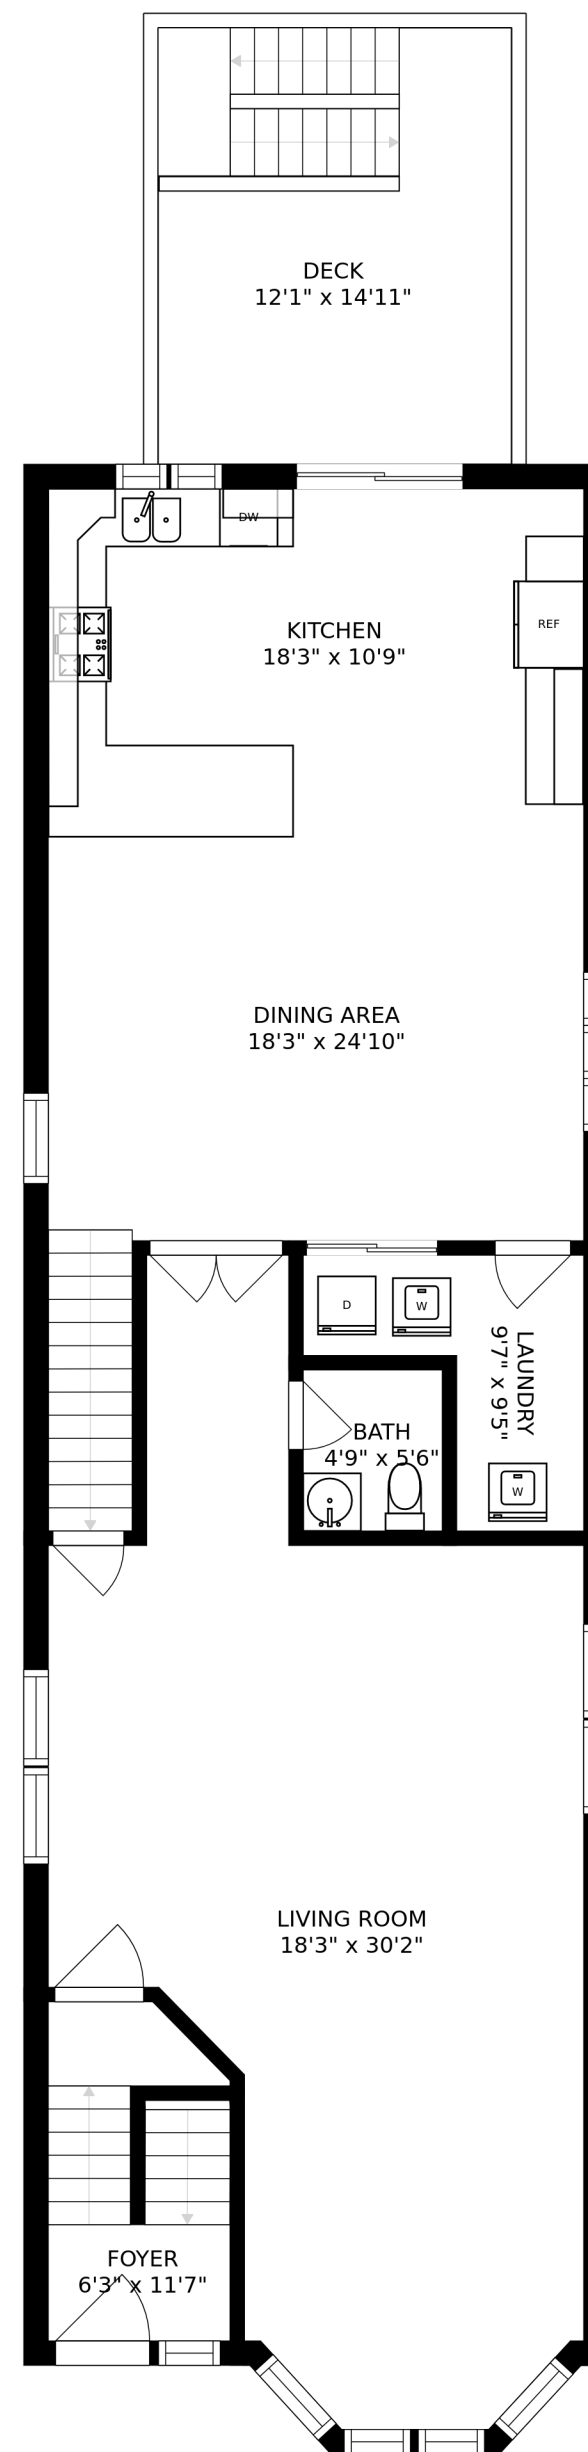 DECK
12'1" x 14'11"
DW
KITCHEN
18'3" x 10'9"
REF
DINING AREA
18'3" x 24'10"
D
W
LAUNDRY
9'7" x 9'5"
BATH
4'9" x 5'6"
W
LIVING ROOM
18'3" x 30'2"
FOYER
6'3" x 11'7"